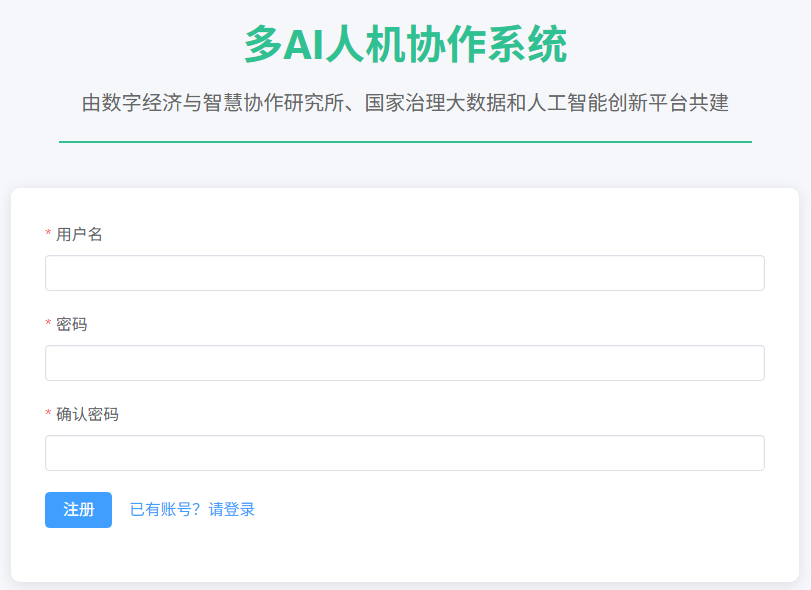 多AI人机协作系统
由数字经济与智慧协作研究所、国家治理大数据和人工智能创新平台共建
* 用户名
* 密码
* 确认密码
注册 已有账号？请登录